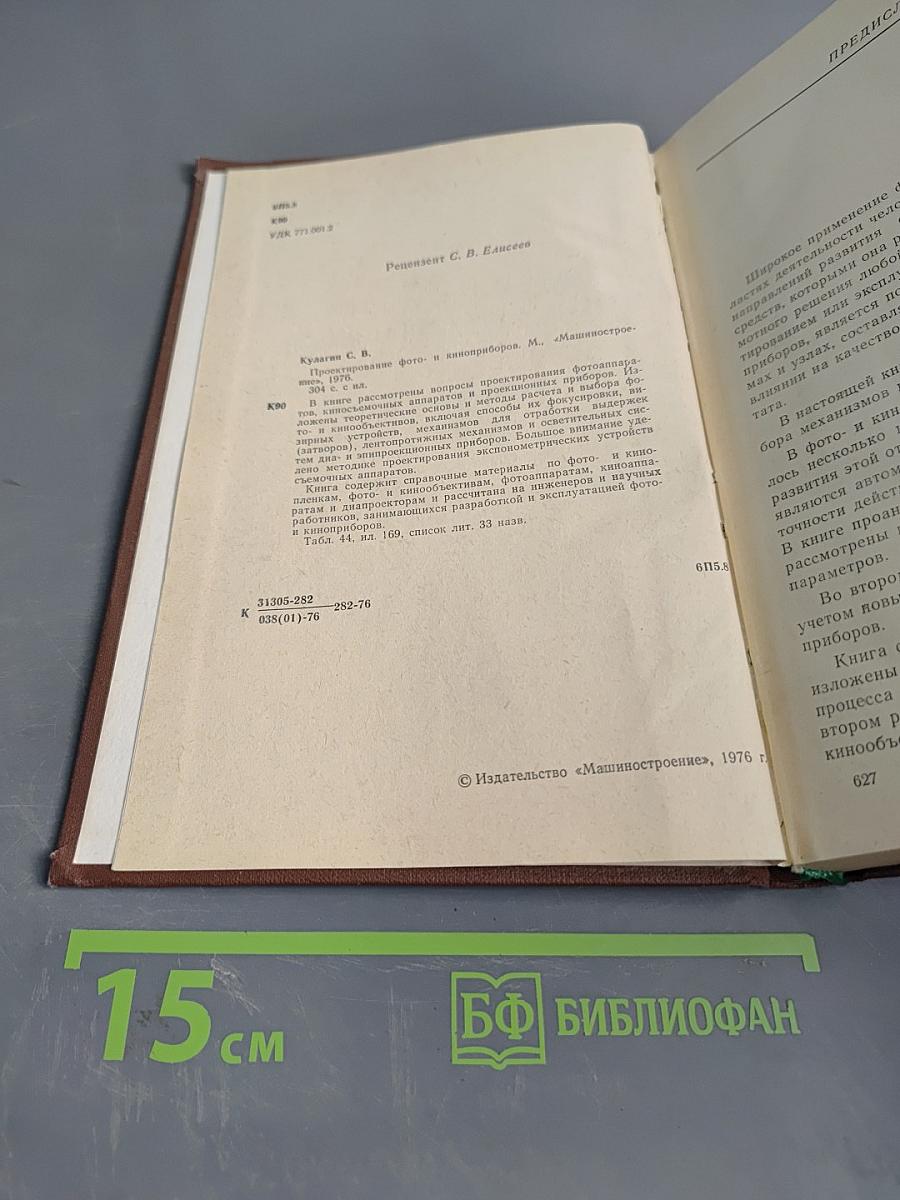 6П5.8
К90
УДК 771.001.2
Рецензент С. В. Елисеев
Кулагин С. В.
Проектирование фото- и киноприборов. М., «Машинострое-
ние», 1976.
304 с. с ил.
К90
В книге рассмотрены вопросы проектирования фотоаппара-
тов, киносъемочных аппаратов и проекционных приборов. Из-
ложены теоретические основы и методы расчета и выбора фо-
то- и кинообъективов, включая способы их фокусировки, ви-
зирных устройств, механизмов для отработки выдержек
(затворов), лентопротяжных механизмов и осветительных сис-
тем диа- и эпипроекционных приборов. Большое внимание уде-
лено методике проектирования экспонометрических устройств
съемочных аппаратов.
Книга содержит справочные материалы по фото- и кино-
пленкам, фото- и кинообъективам, фотоаппаратам, киноаппа-
ратам и диапроекторам и рассчитана на инженеров и научных
работников, занимающихся разработкой и эксплуатацией фото-
и киноприборов.
Табл. 44, ил. 169, список лит. 33 назв.
К 31305-282
038(01)-76
282-76
6П5.8
© Издательство «Машиностроение», 1976 г.
ПРЕДИСЛ
Широкое применение ф
ластях деятельности чело
направлений развития
средств, которыми она р
мотного решения любой
тированием или эксплу
приборов, является по
мах и узлах, составля
влиянии на качество
тата.
В настоящей кн
бора механизмов и
В фото- и кин
лось несколько
развития этой от
являются автом
точности действ
В книге проан
рассмотрены
параметров.
Во второ
учетом новы
приборов.
Книга с
изложены
процесса
втором р
кинообъе
627
15 см
БФ БИБЛИОФАН